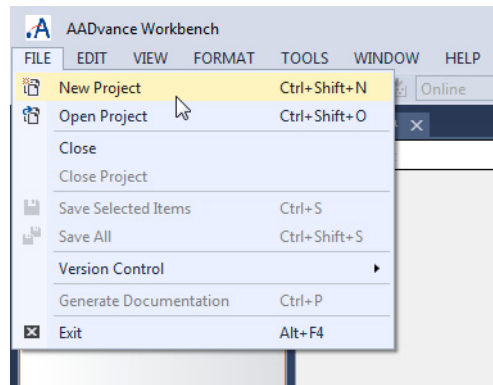 AADvance Workbench
FILE EDIT VIEW FORMAT TOOLS WINDOW HELP
Online
New Project Ctrl+Shift+N
Open Project Ctrl+Shift+O
Close
Close Project
Save Selected Items Ctrl+S
Save All Ctrl+Shift+S
Version Control
Generate Documentation Ctrl+P
Exit Alt+F4